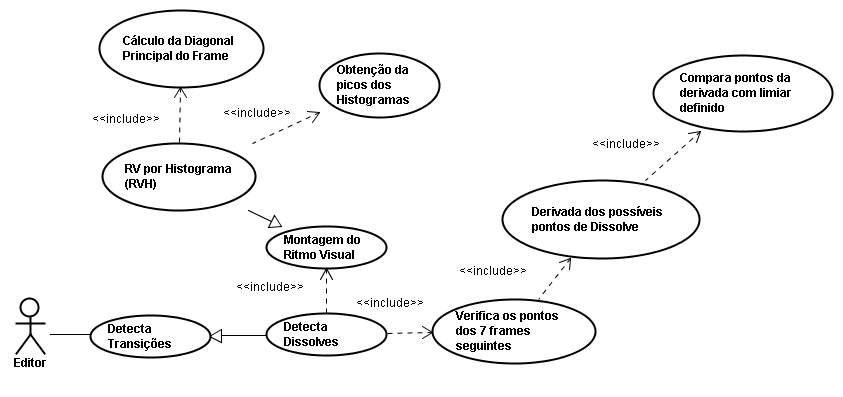 Cálculo da Diagonal
Principal do Frame
Obtenção da
picos dos
Histogramas
Compara pontos da
derivada com limiar
definido
<<include>>
<<include>>
<<include>>
RV por Histograma
(RVH)
Derivada dos possíveis
pontos de Dissolve
Montagem do
Ritmo Visual
<<include>>
<<include>>
<<include>>
Detecta
Transições
Detecta
Dissolves
Verifica os pontos
dos 7 frames
seguintes
Editor